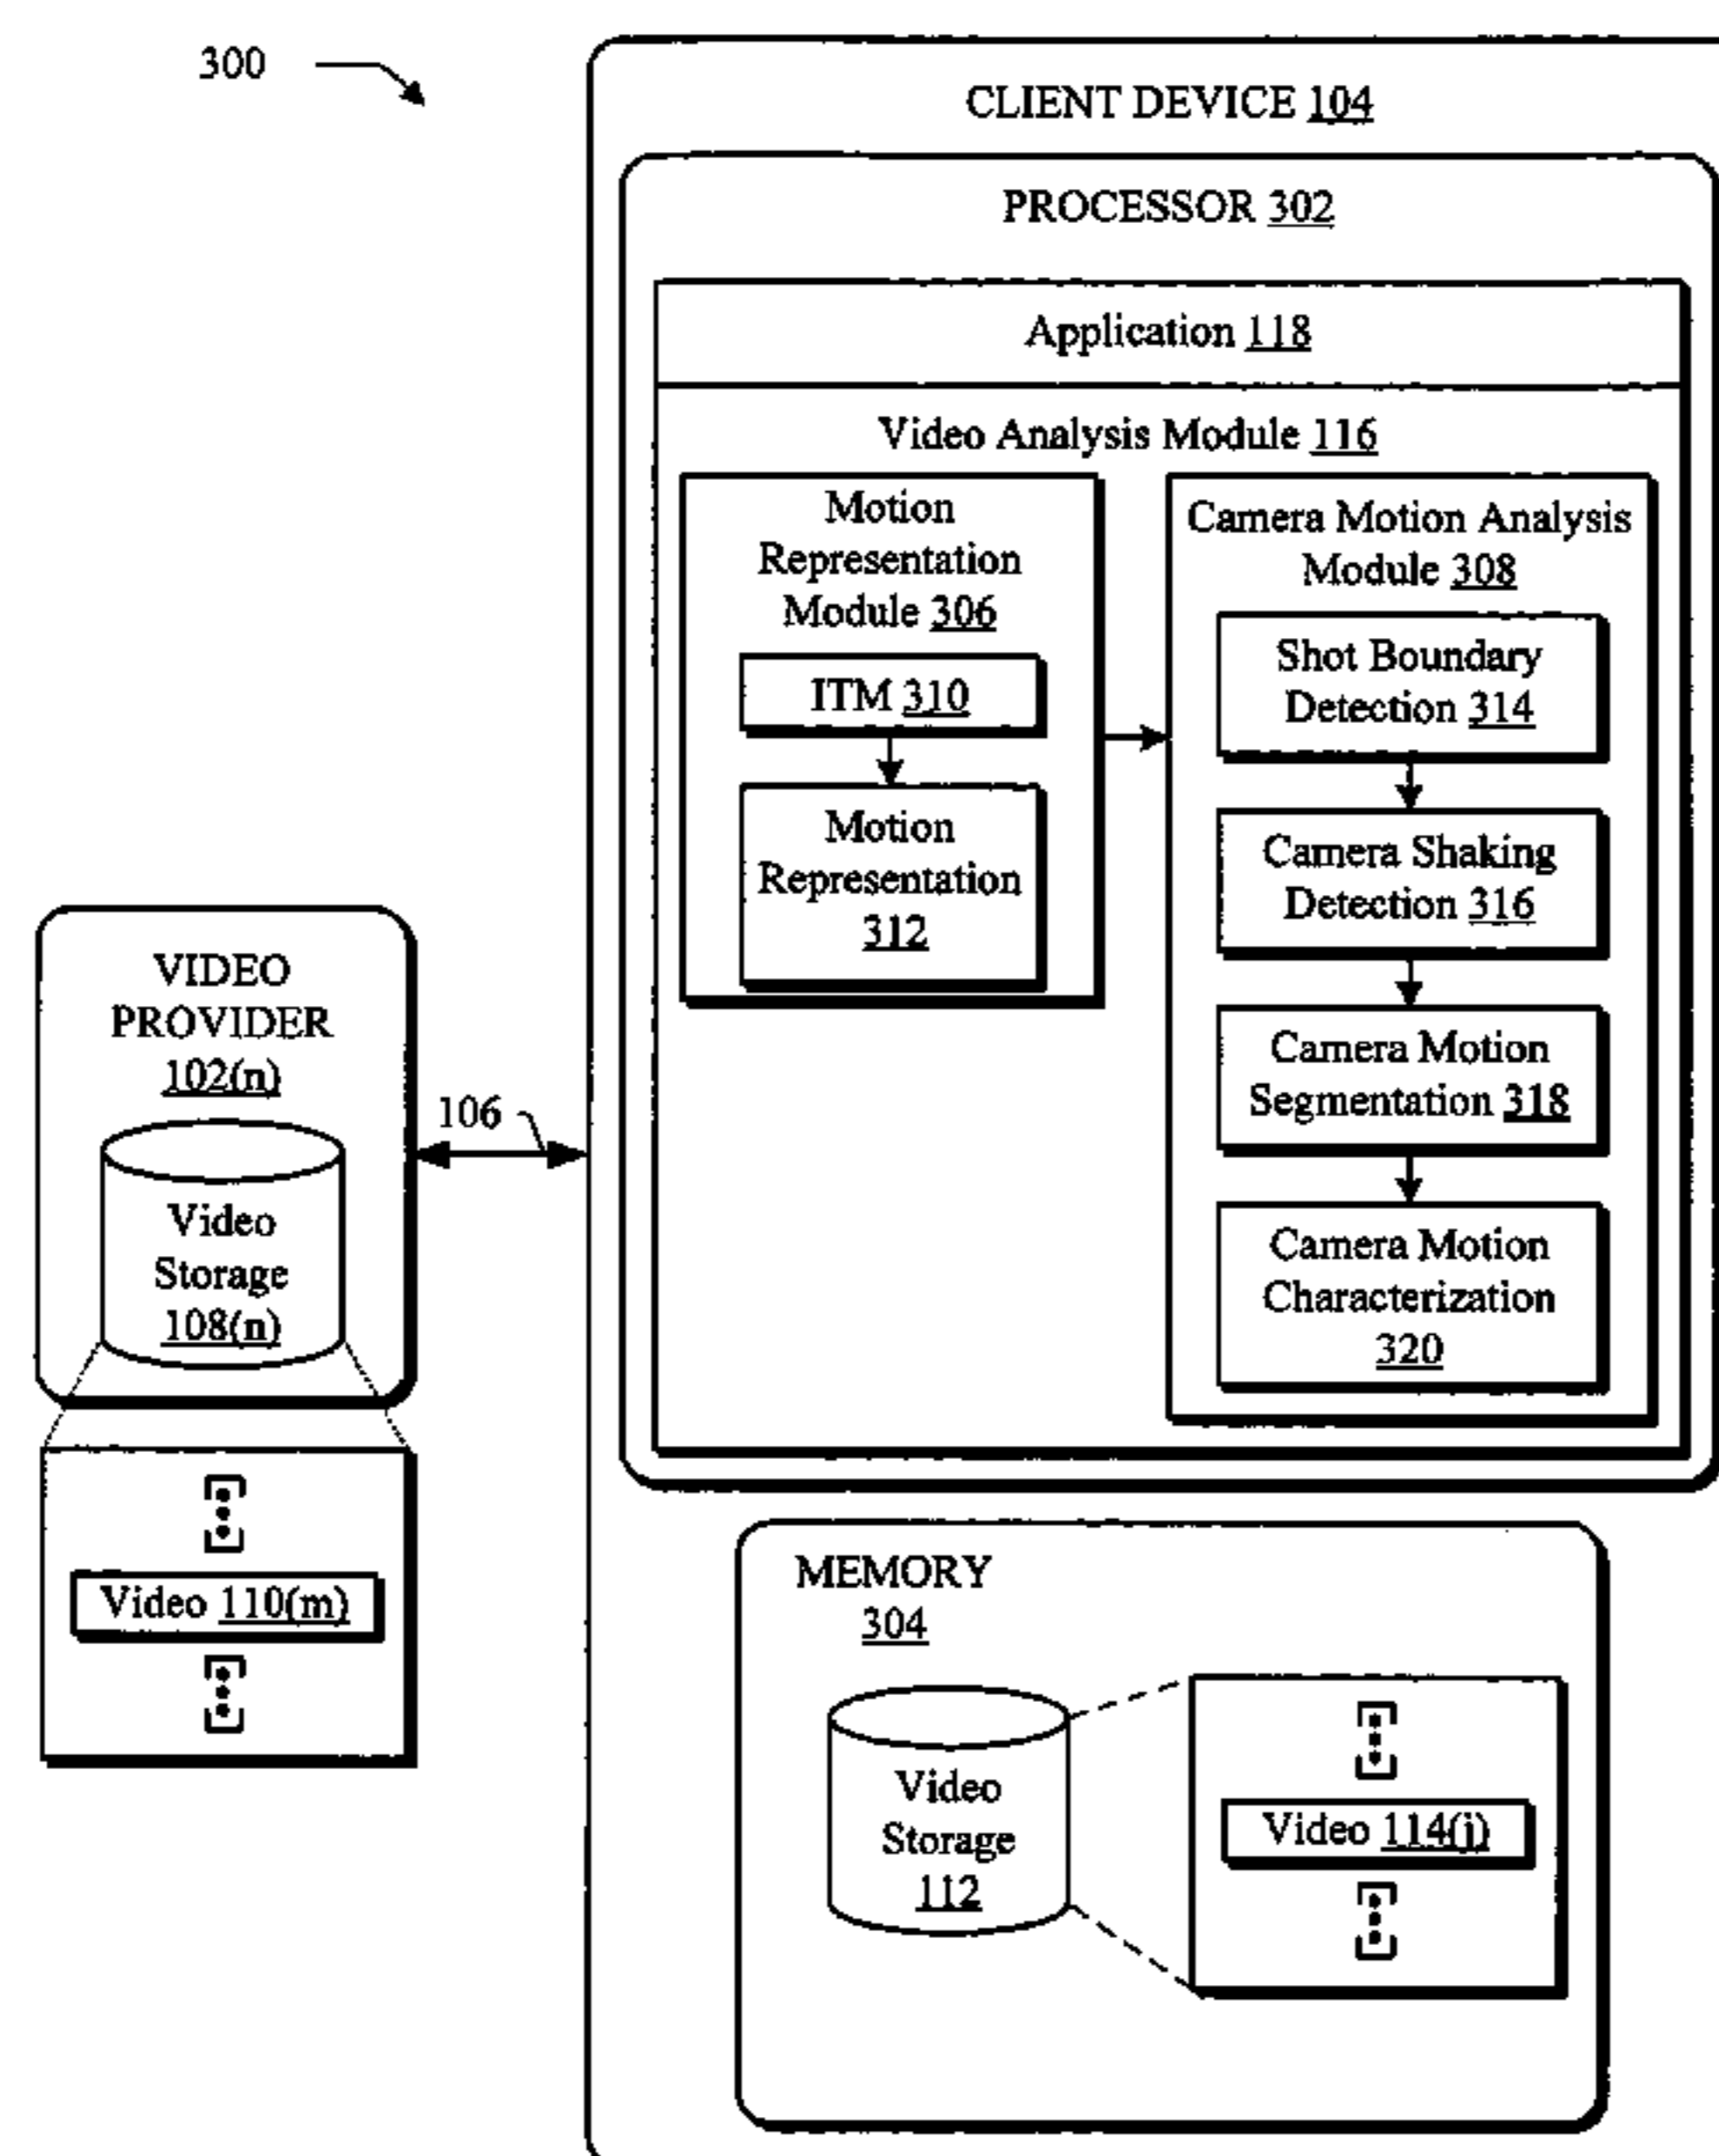 300
CLIENT DEVICE 104
PROCESSOR 302
Application 118
Video Analysis Module 116
Motion
Representation
Module 306
ITM 310
Motion
Representation
312
Camera Motion Analysis
Module 308
Shot Boundary
Detection 314
Camera Shaking
Detection 316
Camera Motion
Segmentation 318
Camera Motion
Characterization
320
VIDEO
PROVIDER
102(n)
Video
Storage
108(n)
106
Video 110(m)
MEMORY
304
Video
Storage
112
Video 114(j)